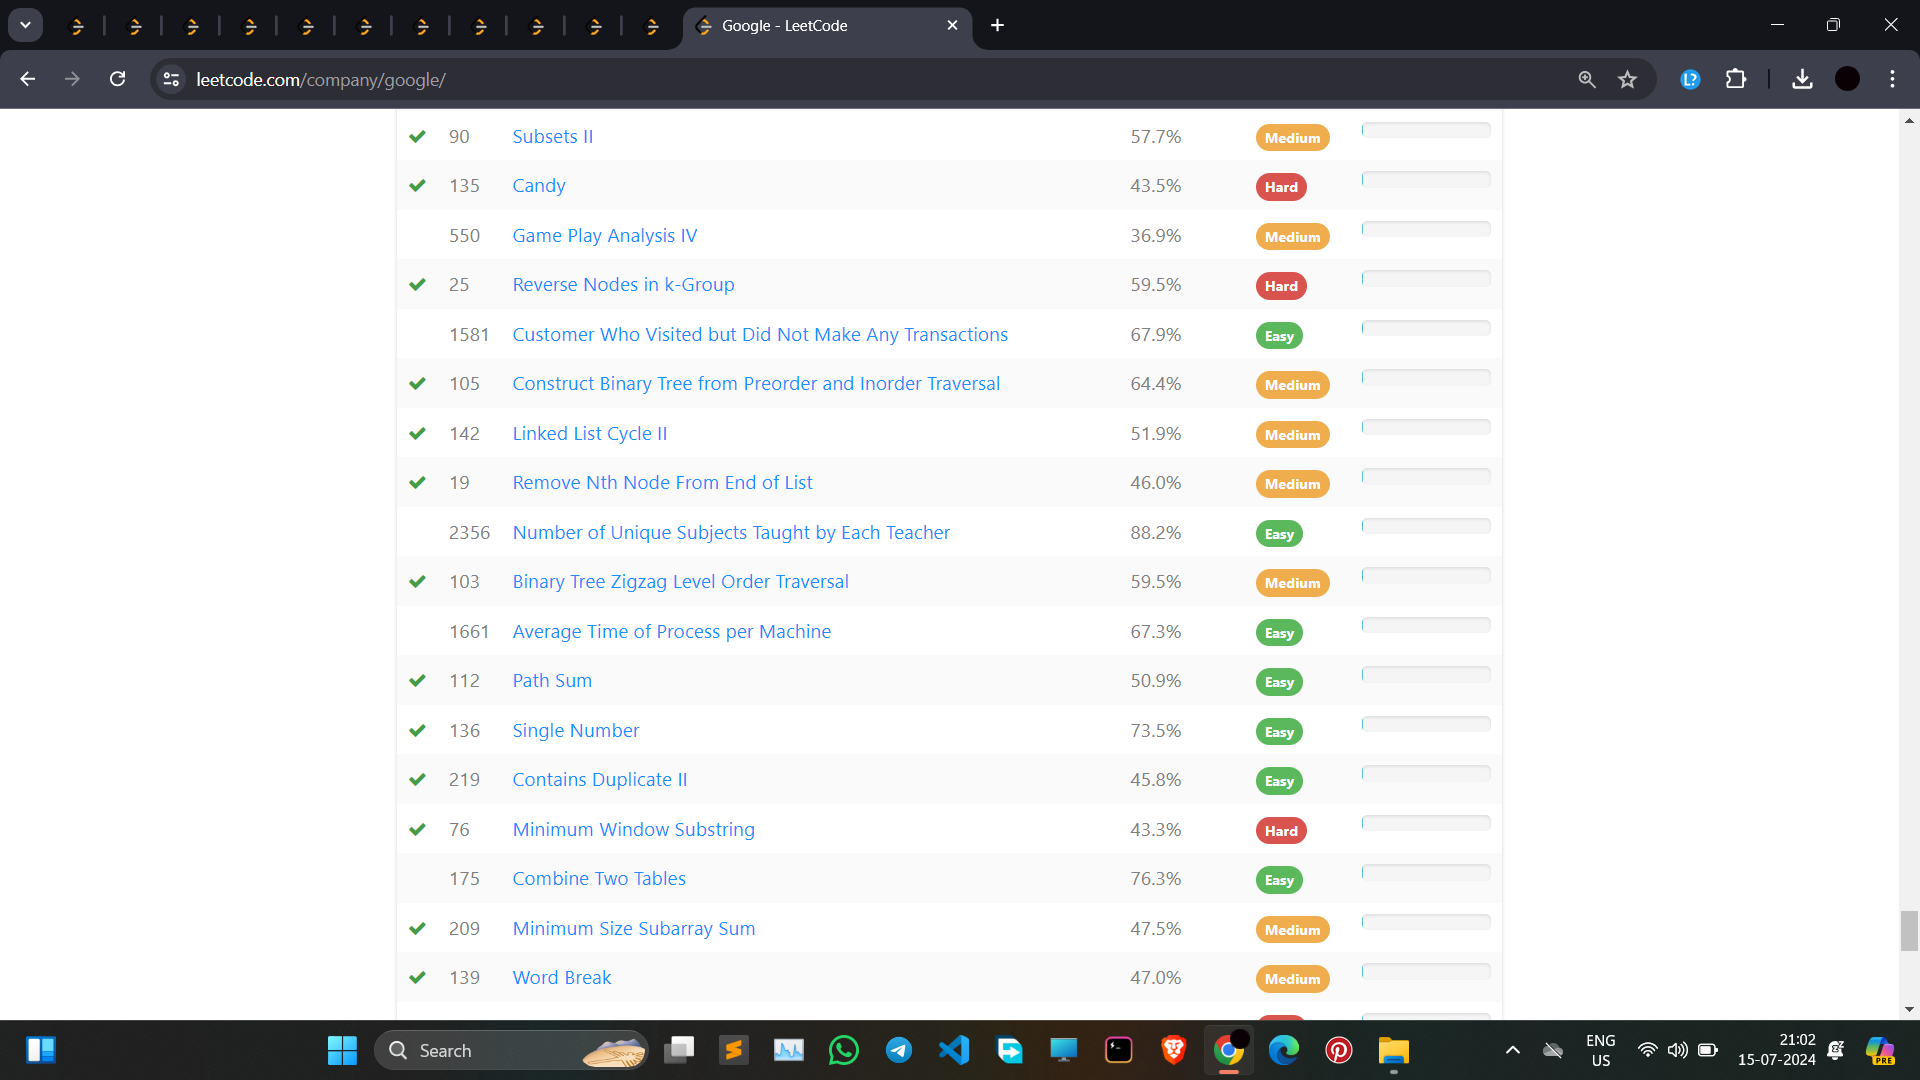 Google - LeetCode
leetcode.com/company/google/
90 Subsets II 57.7% Medium
135 Candy 43.5% Hard
550 Game Play Analysis IV 36.9% Medium
25 Reverse Nodes in k-Group 59.5% Hard
1581 Customer Who Visited but Did Not Make Any Transactions 67.9% Easy
105 Construct Binary Tree from Preorder and Inorder Traversal 64.4% Medium
142 Linked List Cycle II 51.9% Medium
19 Remove Nth Node From End of List 46.0% Medium
2356 Number of Unique Subjects Taught by Each Teacher 88.2% Easy
103 Binary Tree Zigzag Level Order Traversal 59.5% Medium
1661 Average Time of Process per Machine 67.3% Easy
112 Path Sum 50.9% Easy
136 Single Number 73.5% Easy
219 Contains Duplicate II 45.8% Easy
76 Minimum Window Substring 43.3% Hard
175 Combine Two Tables 76.3% Easy
209 Minimum Size Subarray Sum 47.5% Medium
139 Word Break 47.0% Medium
Search
ENG
US
21:02
15-07-2024
PRE